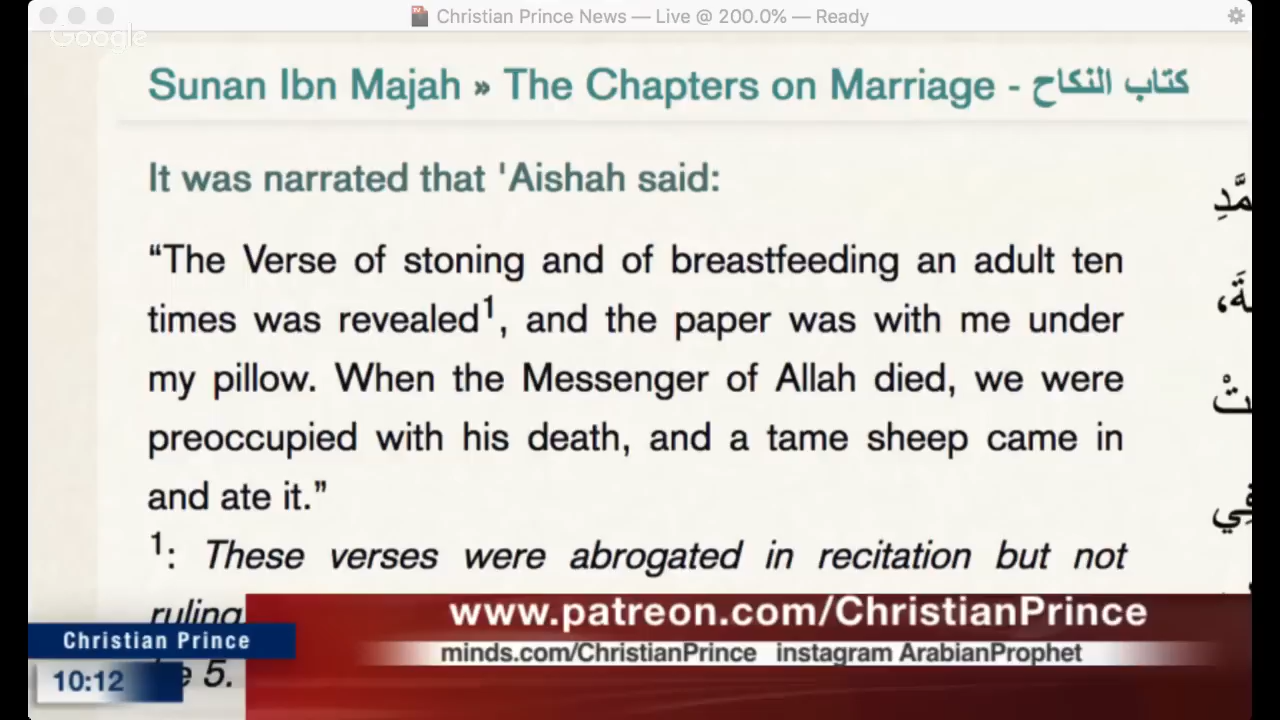 Christian Prince News — Live @ 200.0% — Ready
Google
Sunan Ibn Majah » The Chapters on Marriage - كتاب النكاح
It was narrated that 'Aishah said:
“The Verse of stoning and of breastfeeding an adult ten
times was revealed1, and the paper was with me under
my pillow. When the Messenger of Allah died, we were
preoccupied with his death, and a tame sheep came in
and ate it.”
1: These verses were abrogated in recitation but not
ruling
5.
www.patreon.com/ChristianPrince
Christian Prince
minds.com/ChristianPrince instagram ArabianProphet
10:12